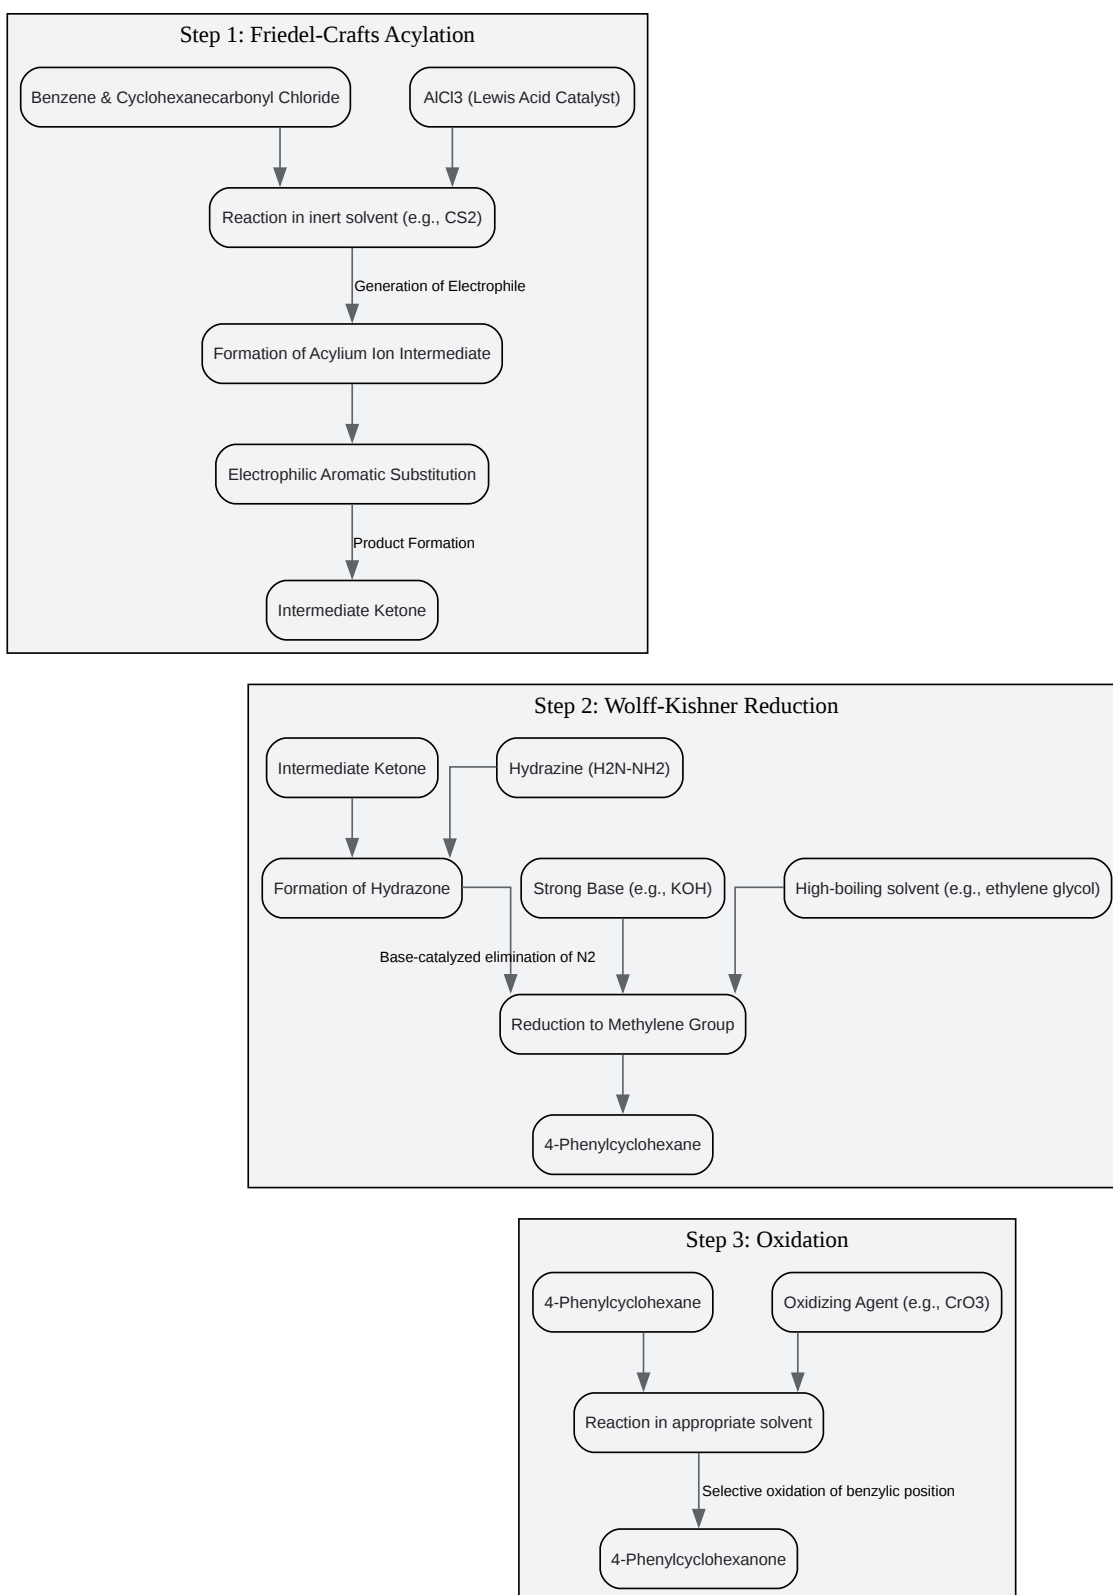 Step 1: Friedel-Crafts Acylation
Benzene & Cyclohexanecarbonyl Chloride
AlCl3 (Lewis Acid Catalyst)
Reaction in inert solvent (e.g., CS2)
Generation of Electrophile
Formation of Acylium Ion Intermediate
Electrophilic Aromatic Substitution
Product Formation
Intermediate Ketone
Step 2: Wolff-Kishner Reduction
Intermediate Ketone
Hydrazine (H2N-NH2)
Formation of Hydrazone
Strong Base (e.g., KOH)
High-boiling solvent (e.g., ethylene glycol)
Base-catalyzed elimination of N2
Reduction to Methylene Group
4-Phenylcyclohexane
Step 3: Oxidation
4-Phenylcyclohexane
Oxidizing Agent (e.g., CrO3)
Reaction in appropriate solvent
Selective oxidation of benzylic position
4-Phenylcyclohexanone